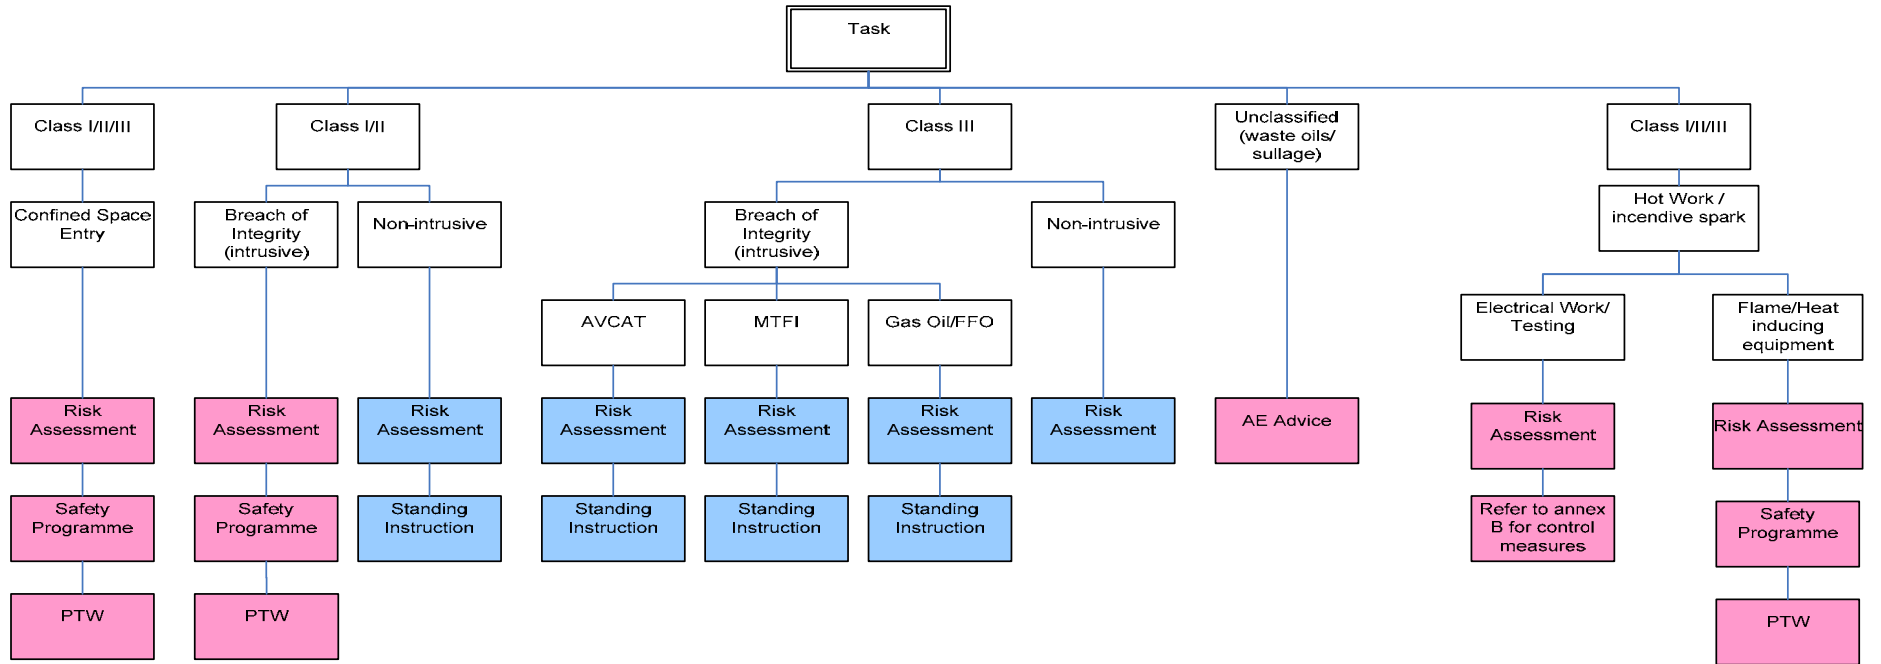 Task
Class I/II/III
Class I/II
Class III
Unclassified
(waste oils/
sullage)
Class I/II/III
Confined Space
Entry
Breach of
Integrity
(intrusive)
Non-intrusive
Breach of
Integrity
(intrusive)
Non-intrusive
Hot Work /
incendive spark
AVCAT
MTFI
Gas Oil/FFO
Electrical Work/
Testing
Flame/Heat
inducing
equipment
Risk
Assessment
Risk
Assessment
Risk
Assessment
Risk
Assessment
Risk
Assessment
Risk
Assessment
Risk
Assessment
AE Advice
Risk
Assessment
Risk Assessment
Safety
Programme
Safety
Programme
Standing
Instruction
Standing
Instruction
Standing
Instruction
Standing
Instruction
Refer to annex
B for control
measures
Safety
Programme
PTW
PTW
PTW